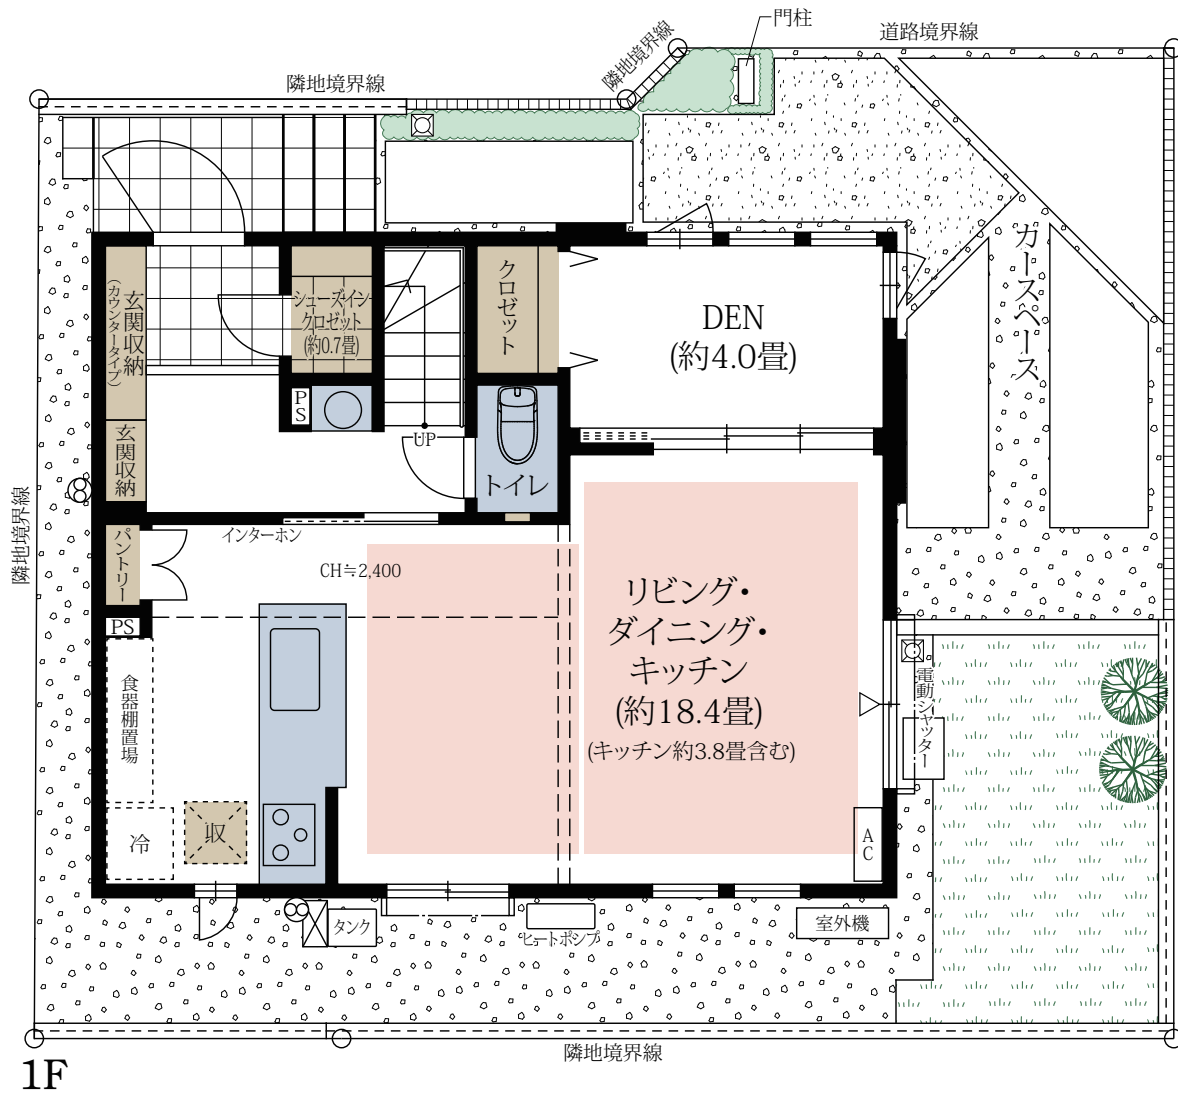 門柱
道路境界線
隣地境界線
隣地境界線
カースペース
玄関収納
(カウンタータイプ)
シューズイン
クロゼット
(約0.7畳)
クロゼット
DEN
(約4.0畳)
PS
UP
トイレ
玄関収納
隣地境界線
パントリー
インターホン
CH≒2,400
PS
リビング・
ダイニング・
キッチン
(約18.4畳)
(キッチン約3.8畳含む)
電動シャッター
食器棚置場
冷
収
AC
タンク
ヒートポンプ
室外機
隣地境界線
1F